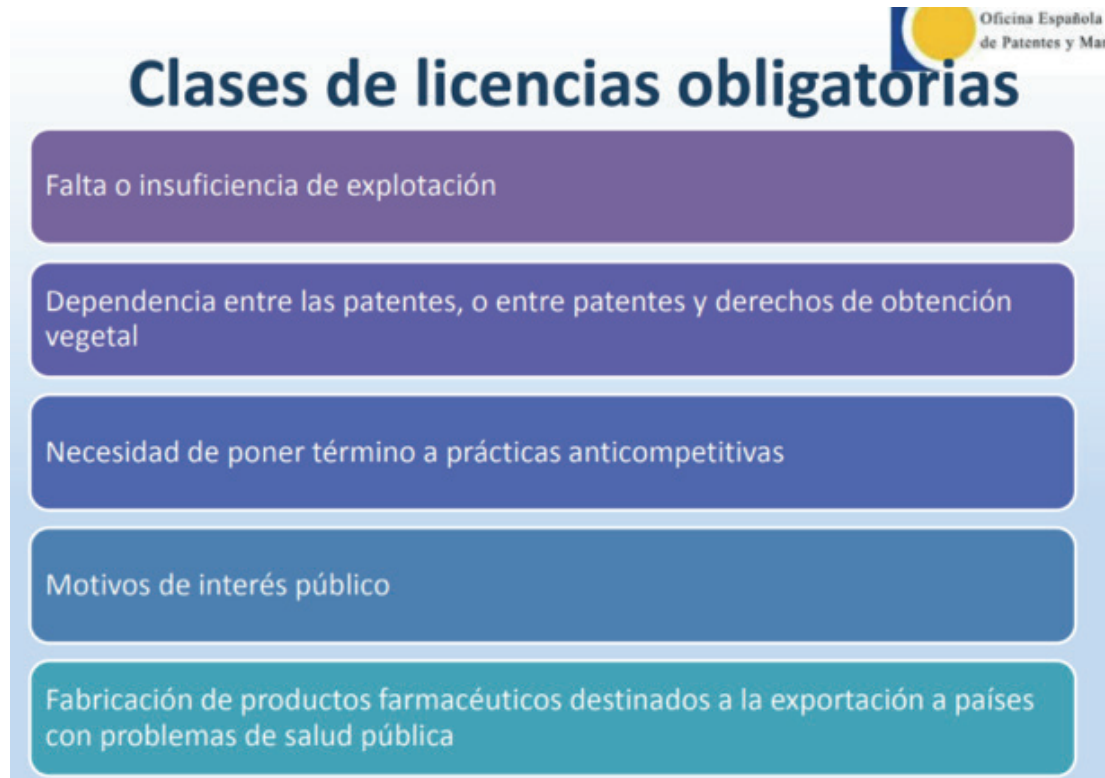 Oficina Española
de Patentes y Mar
Clases de licencias obligatorias
Falta o insuficiencia de explotación
Dependencia entre las patentes, o entre patentes y derechos de obtención
vegetal
Necesidad de poner término a prácticas anticompetitivas
Motivos de interés público
Fabricación de productos farmacéuticos destinados a la exportación a países
con problemas de salud pública